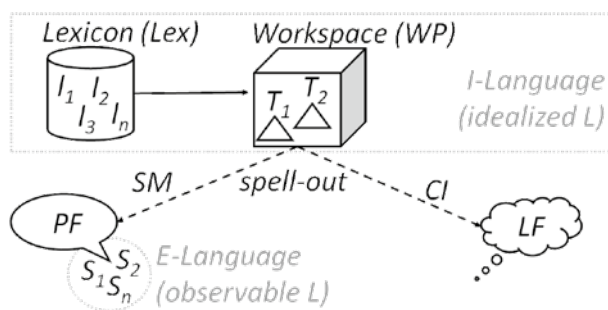 Lexicon (Lex)
Workspace (WP)
I₁ I₂
I₃ Iₙ
T₁ T₂
I-Language
(idealized L)
SM
spell-out
CI
PF
LF
S₁ S₂
Sₙ
E-Language
(observable L)